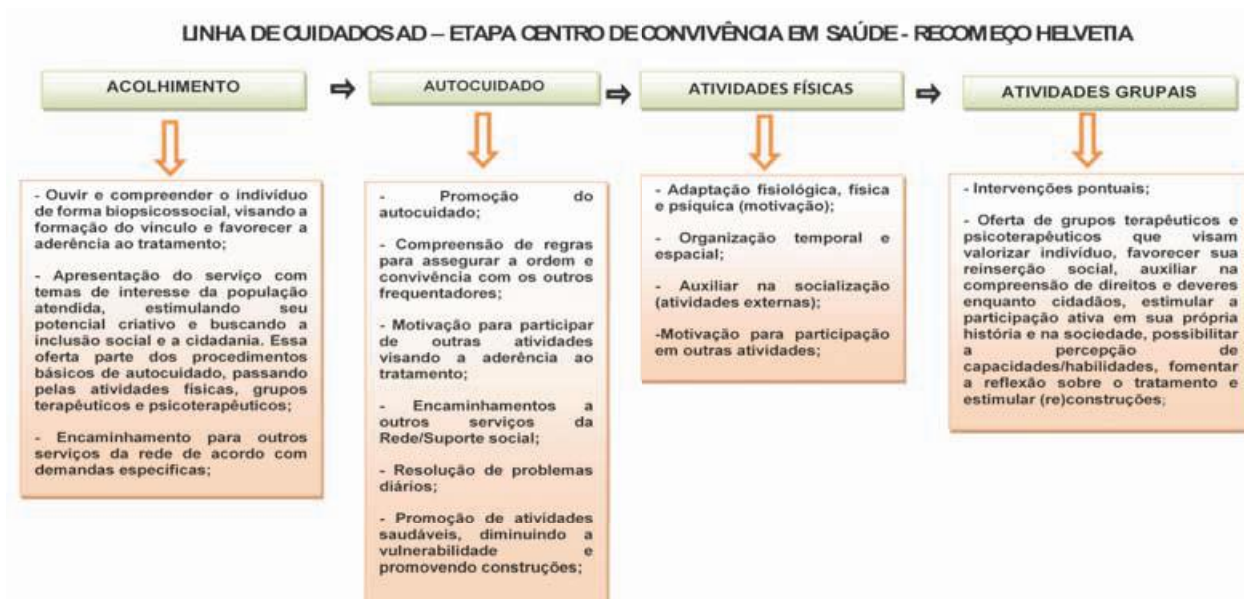 LINHA DE CUIDADOS AD – ETAPA CENTRO DE CONVIVÊNCIA EM SAÚDE - RECOMEÇO HELVETIA
ACOLHIMENTO
- Ouvir e compreender o indivíduo
de forma biopsicossocial, visando a
formação do vínculo e favorecer a
aderência ao tratamento;
- Apresentação do serviço com
temas de interesse da população
atendida, estimulando seu
potencial criativo e buscando a
inclusão social e a cidadania. Essa
oferta parte dos procedimentos
básicos de autocuidado, passando
pelas atividades físicas, grupos
terapêuticos e psicoterapêuticos;
- Encaminhamento para outros
serviços da rede de acordo com
demandas específicas;
AUTOCUIDADO
- Promoção do
autocuidado;
- Compreensão de regras
para assegurar a ordem e
convivência com os outros
frequentadores;
- Motivação para participar
de outras atividades
visando a aderência ao
tratamento;
- Encaminhamentos a
outros serviços da
Rede/Suporte social;
- Resolução de problemas
diários;
- Promoção de atividades
saudáveis, diminuindo a
vulnerabilidade e
promovendo construções;
ATIVIDADES FÍSICAS
- Adaptação fisiológica, física
e psíquica (motivação);
- Organização temporal e
espacial;
- Auxiliar na socialização
(atividades externas);
-Motivação para participação
em outras atividades;
ATIVIDADES GRUPAIS
- Intervenções pontuais;
- Oferta de grupos terapêuticos e
psicoterapêuticos que visam
valorizar indivíduo, favorecer sua
reinserção social, auxiliar na
compreensão de direitos e deveres
enquanto cidadãos, estimular a
participação ativa em sua própria
história e na sociedade, possibilitar
a percepção de
capacidades/habilidades, fomentar
a reflexão sobre o tratamento e
estimular (re)construções;